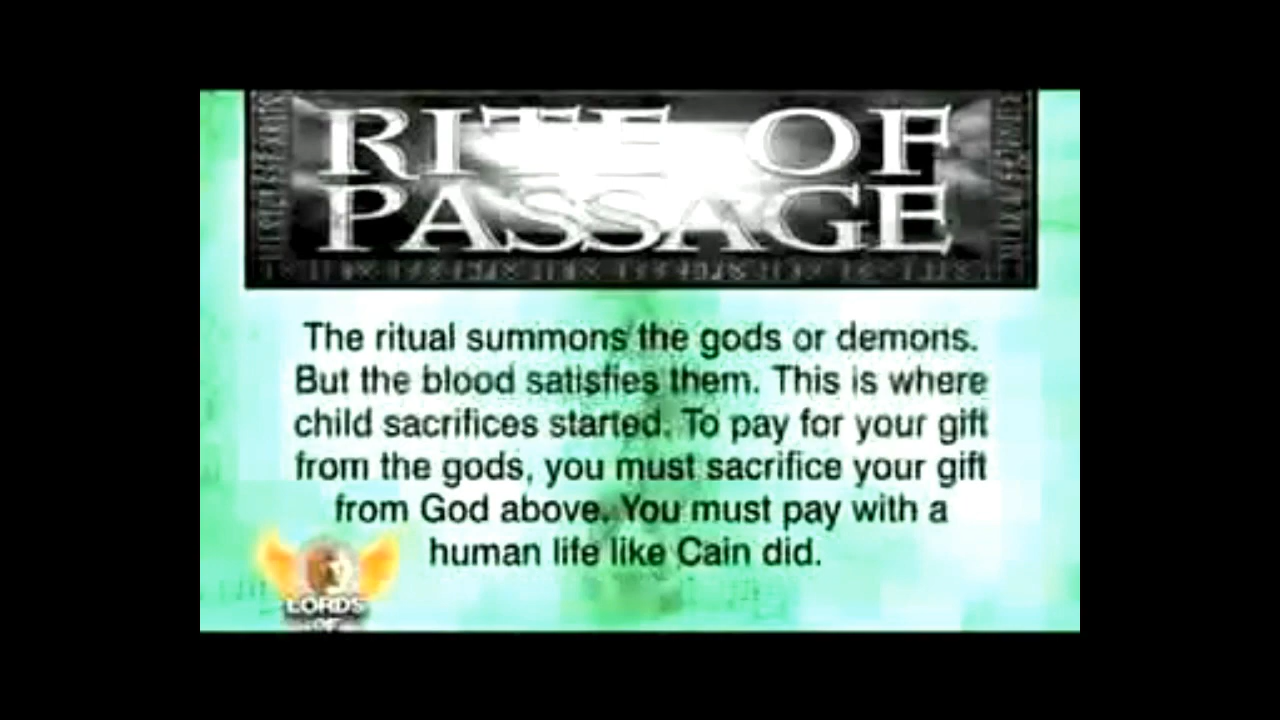 RITE OF
PASSAGE
The ritual summons the gods or demons.
But the blood satisfies them. This is where
child sacrifices started. To pay for your gift
from the gods, you must sacrifice your gift
from God above. You must pay with a
human life like Cain did.
LORDS
OF